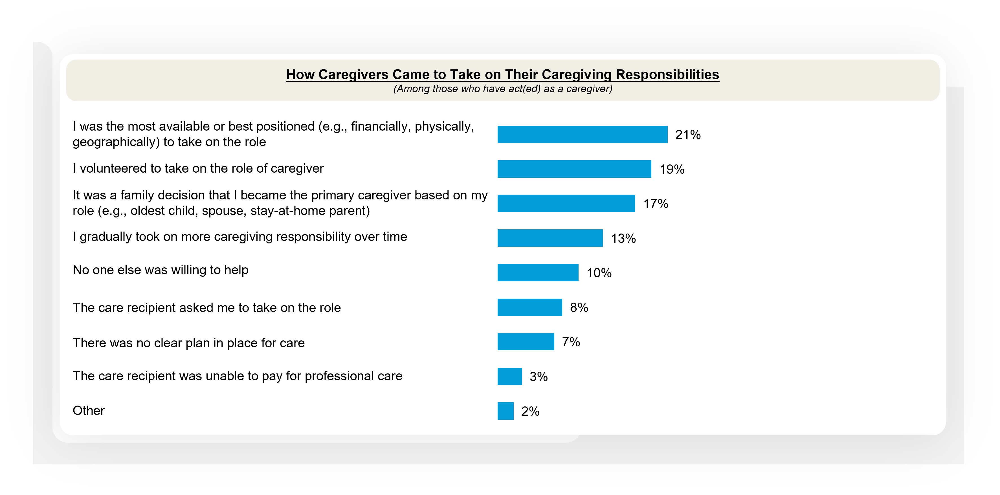 How Caregivers Came to Take on Their Caregiving Responsibilities
(Among those who have act(ed) as a caregiver)
I was the most available or best positioned (e.g., financially, physically,
geographically) to take on the role
21%
I volunteered to take on the role of caregiver
19%
It was a family decision that I became the primary caregiver based on my
role (e.g., oldest child, spouse, stay-at-home parent)
17%
I gradually took on more caregiving responsibility over time
13%
No one else was willing to help
10%
The care recipient asked me to take on the role
8%
There was no clear plan in place for care
7%
The care recipient was unable to pay for professional care
3%
Other
2%